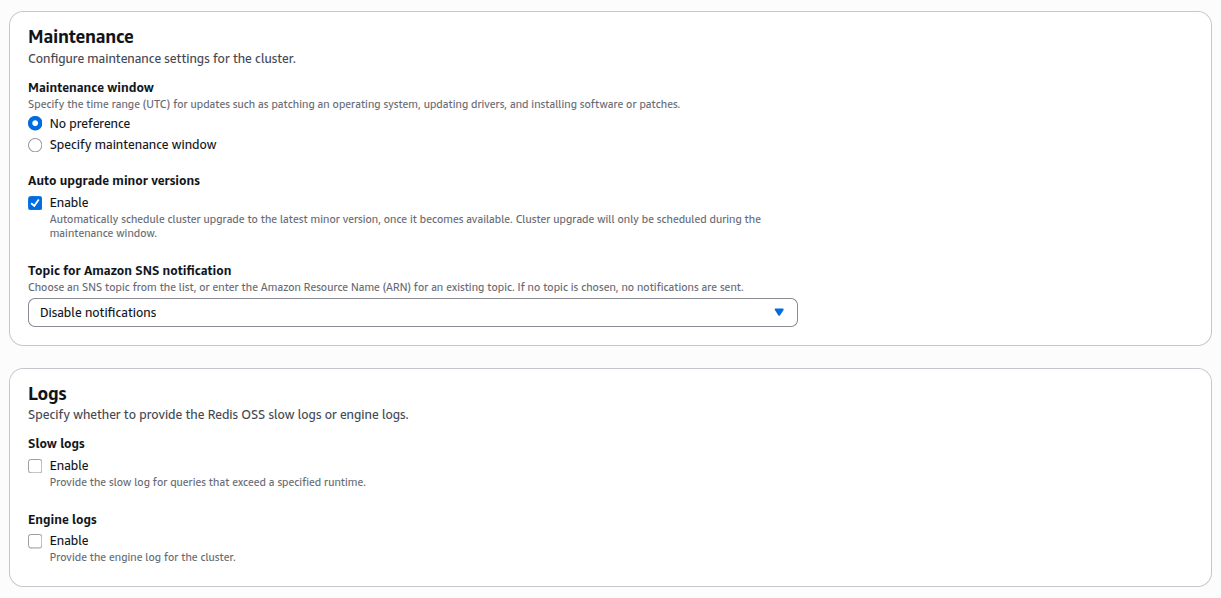 Maintenance
Configure maintenance settings for the cluster.
Maintenance window
Specify the time range (UTC) for updates such as patching an operating system, updating drivers, and installing software or patches.
No preference
Specify maintenance window
Auto upgrade minor versions
Enable
Automatically schedule cluster upgrade to the latest minor version, once it becomes available. Cluster upgrade will only be scheduled during the
maintenance window.
Topic for Amazon SNS notification
Choose an SNS topic from the list, or enter the Amazon Resource Name (ARN) for an existing topic. If no topic is chosen, no notifications are sent.
Disable notifications
Logs
Specify whether to provide the Redis OSS slow logs or engine logs.
Slow logs
Enable
Provide the slow log for queries that exceed a specified runtime.
Engine logs
Enable
Provide the engine log for the cluster.